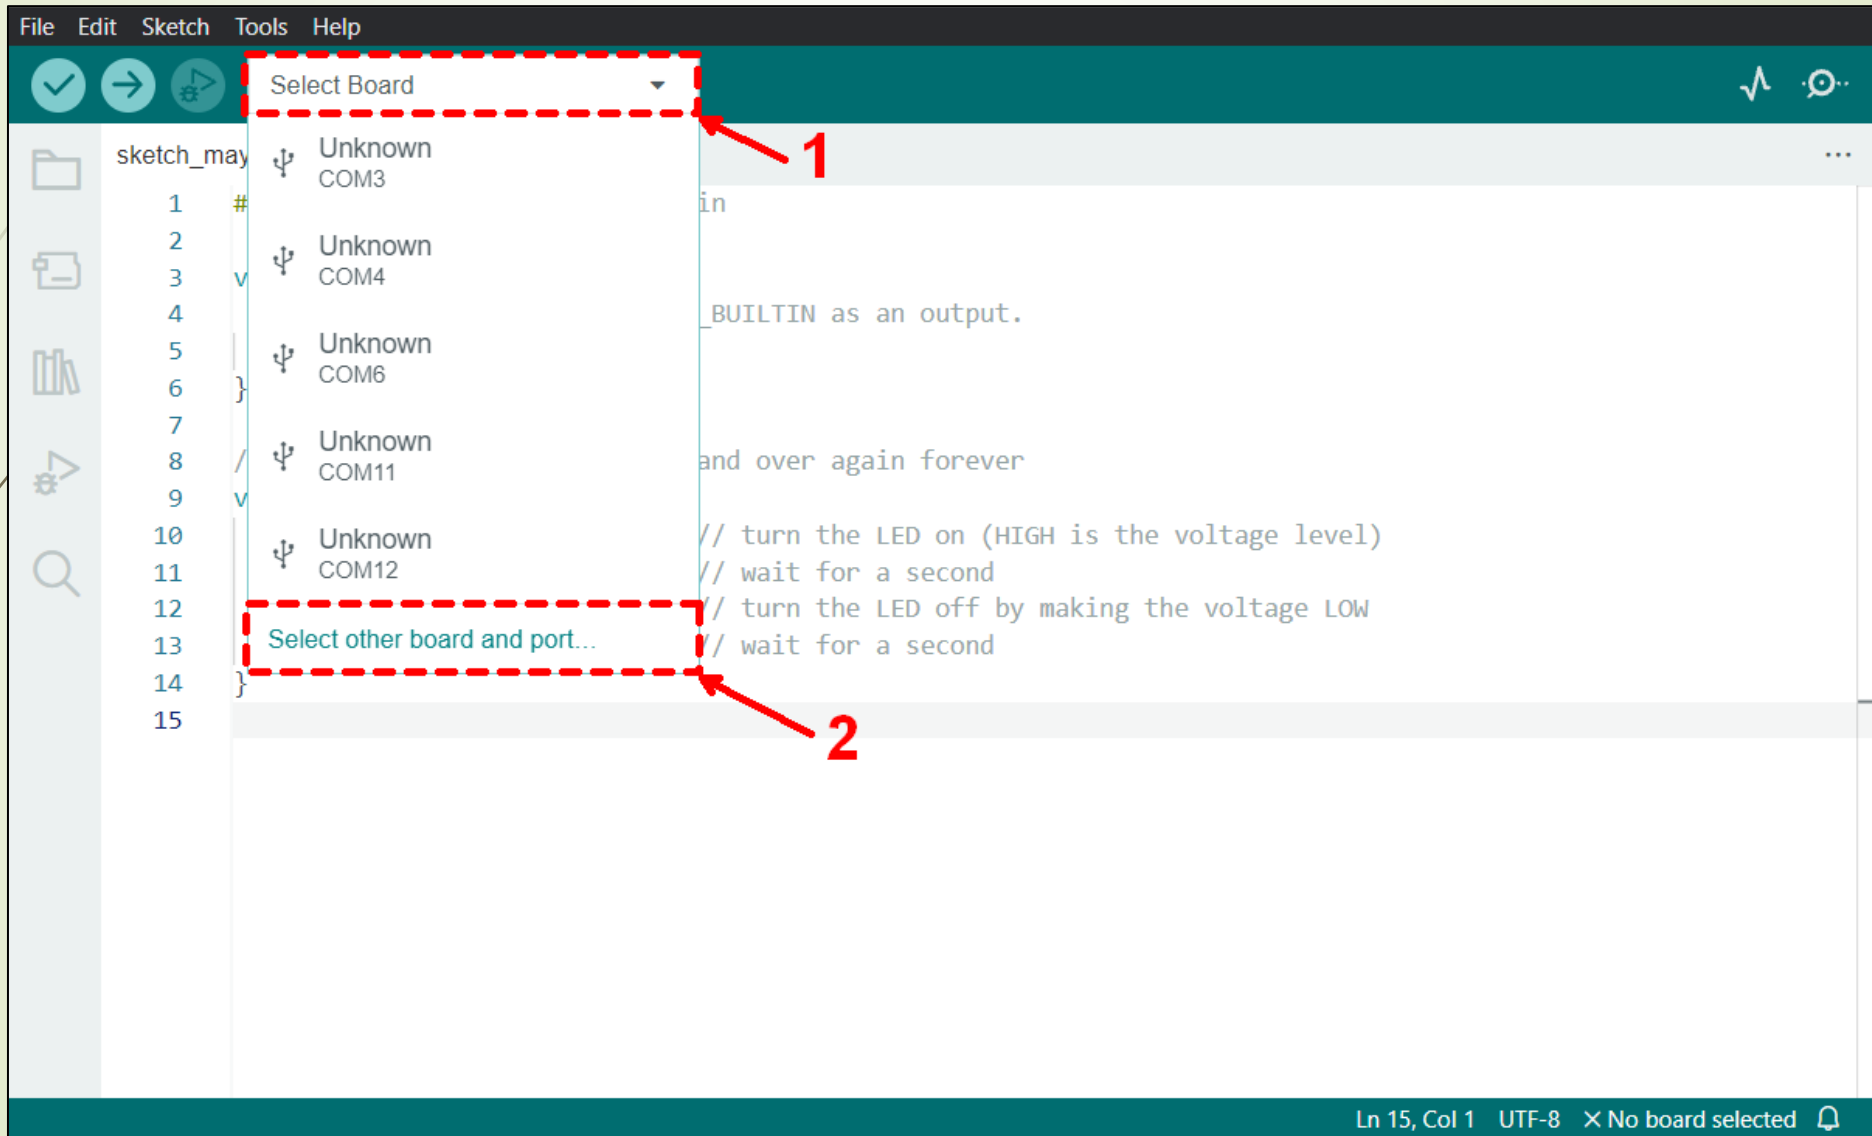 File Edit Sketch Tools Help
Select Board
1
sketch_may
...
Unknown
COM3
Unknown
COM4
Unknown
COM6
Unknown
COM11
Unknown
COM12
Select other board and port...
2
1 # in
2
3 v
4 _BUILTIN as an output.
5
6 }
7
8 / and over again forever
9 v
10 // turn the LED on (HIGH is the voltage level)
11 // wait for a second
12 // turn the LED off by making the voltage LOW
13 // wait for a second
14 }
15
Ln 15, Col 1 UTF-8 X No board selected